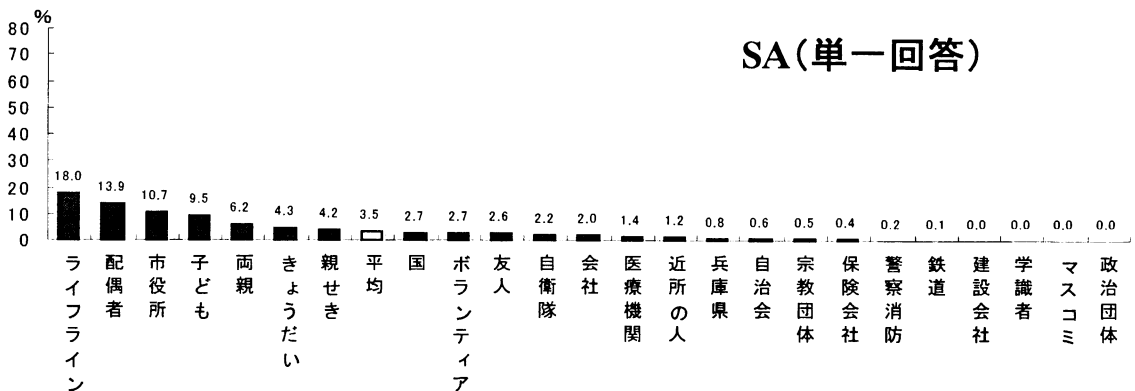 %
SA(単一回答)
80
70
60
50
40
30
20
10
0
18.0 13.9 10.7 9.5 6.2 4.3 4.2 3.5 2.7 2.7 2.6 2.2 2.0 1.4 1.2 0.8 0.6 0.5 0.4 0.2 0.1 0.0 0.0 0.0 0.0
ライフライン
配偶者
市役所
子ども
両親
きょうだい
親せき
平均
国
ボランティア
友人
自衛隊
会社
医療機関
近所の人
兵庫県
自治会
宗教団体
保険会社
警察消防
鉄道
建設会社
学識者
マスコミ
政治団体